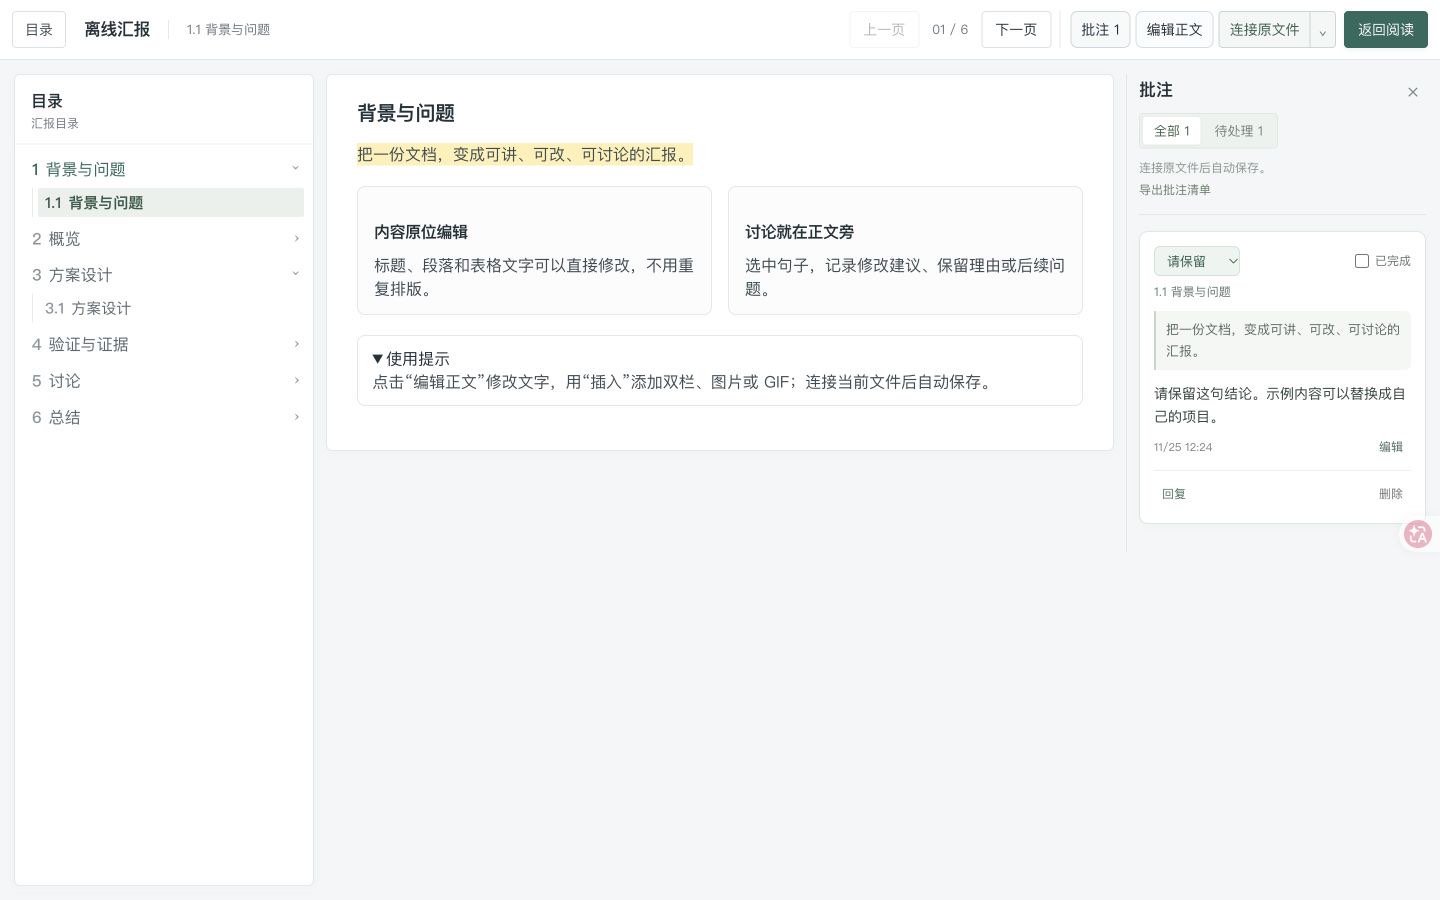 目录
离线汇报
1.1 背景与问题
上一页
01 / 6
下一页
批注 1
编辑正文
连接原文件
返回阅读
目录
汇报目录
1 背景与问题
1.1 背景与问题
2 概览
3 方案设计
3.1 方案设计
4 验证与证据
5 讨论
6 总结
背景与问题
把一份文档，变成可讲、可改、可讨论的汇报。
内容原位编辑
标题、段落和表格文字可以直接修改，不用重
复排版。
讨论就在正文旁
选中句子，记录修改建议、保留理由或后续问
题。
▼使用提示
点击“编辑正文”修改文字，用“插入”添加双栏、图片或 GIF；连接当前文件后自动保存。
批注
全部 1
待处理 1
连接原文件后自动保存。
导出批注清单
请保留
已完成
1.1 背景与问题
把一份文档，变成可讲、可改、可讨论的
汇报。
请保留这句结论。示例内容可以替换成自
己的项目。
11/25 12:24
编辑
回复
删除